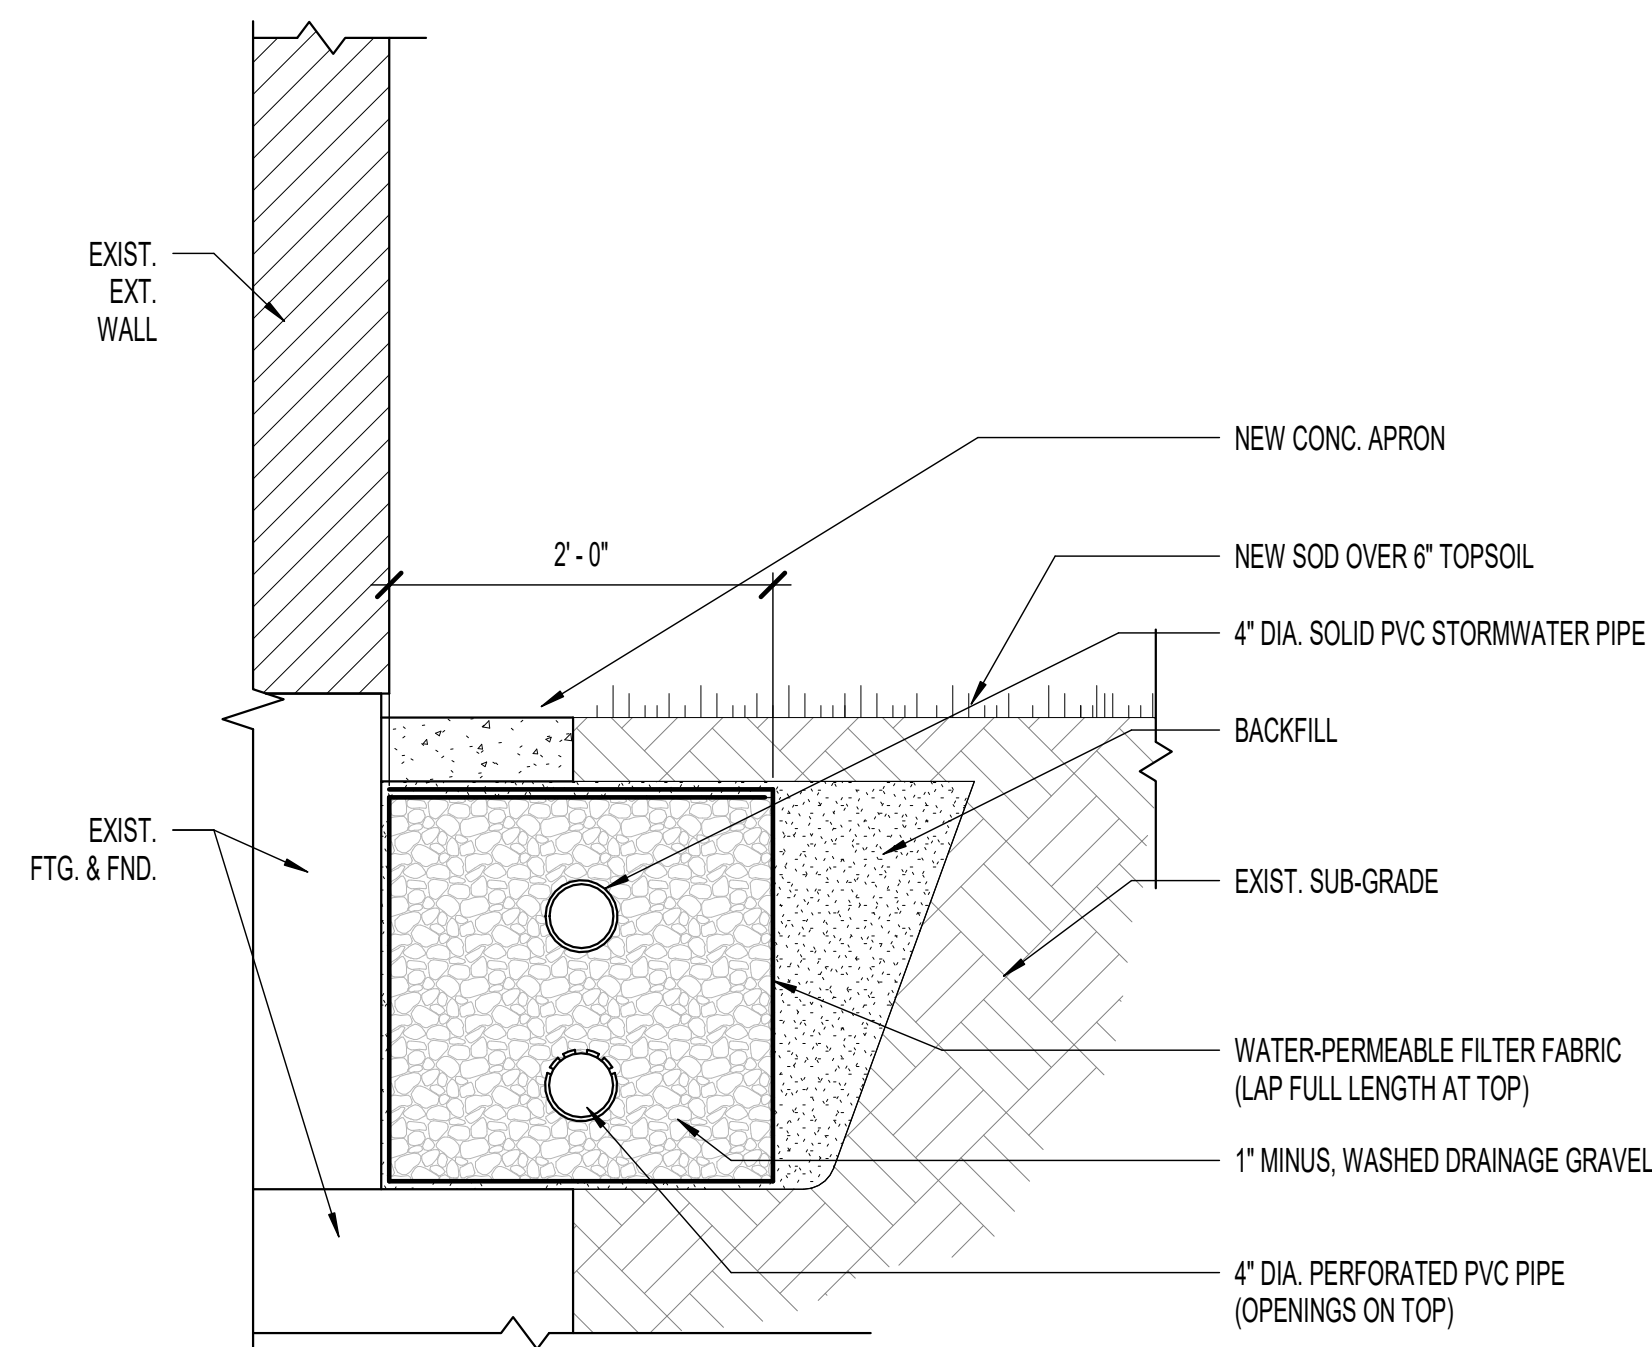 EXIST.
EXT.
WALL
NEW CONC. APRON
2' - 0"
NEW SOD OVER 6" TOPSOIL
4" DIA. SOLID PVC STORMWATER PIPE
BACKFILL
EXIST.
FTG. & FND.
EXIST. SUB-GRADE
WATER-PERMEABLE FILTER FABRIC
(LAP FULL LENGTH AT TOP)
1" MINUS, WASHED DRAINAGE GRAVEL
4" DIA. PERFORATED PVC PIPE
(OPENINGS ON TOP)